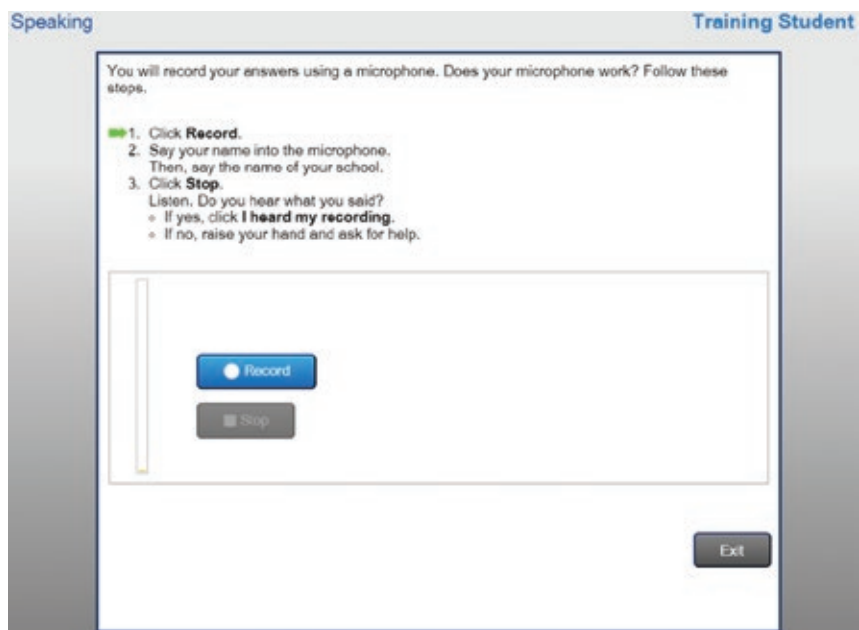 Speaking
Training Student
You will record your answers using a microphone. Does your microphone work? Follow these
steps.
1. Click Record.
2. Say your name into the microphone.
Then, say the name of your school.
3. Click Stop.
Listen. Do you hear what you said?
• If yes, click I heard my recording.
• If no, raise your hand and ask for help.
Record
Stop
Exit